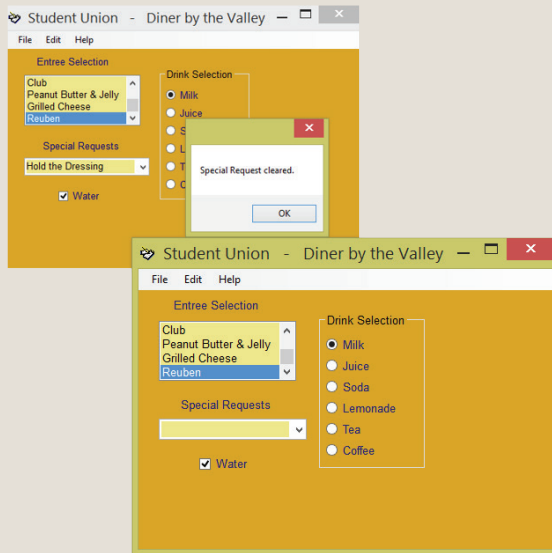 Student Union - Diner by the Valley
File Edit Help
Entree Selection
Club
Peanut Butter & Jelly
Grilled Cheese
Reuben
Special Requests
Hold the Dressing
Water
Drink Selection
Milk
Juice
Special Request cleared.
OK
Student Union - Diner by the Valley
File Edit Help
Entree Selection
Club
Peanut Butter & Jelly
Grilled Cheese
Reuben
Special Requests
Water
Drink Selection
Milk
Juice
Soda
Lemonade
Tea
Coffee